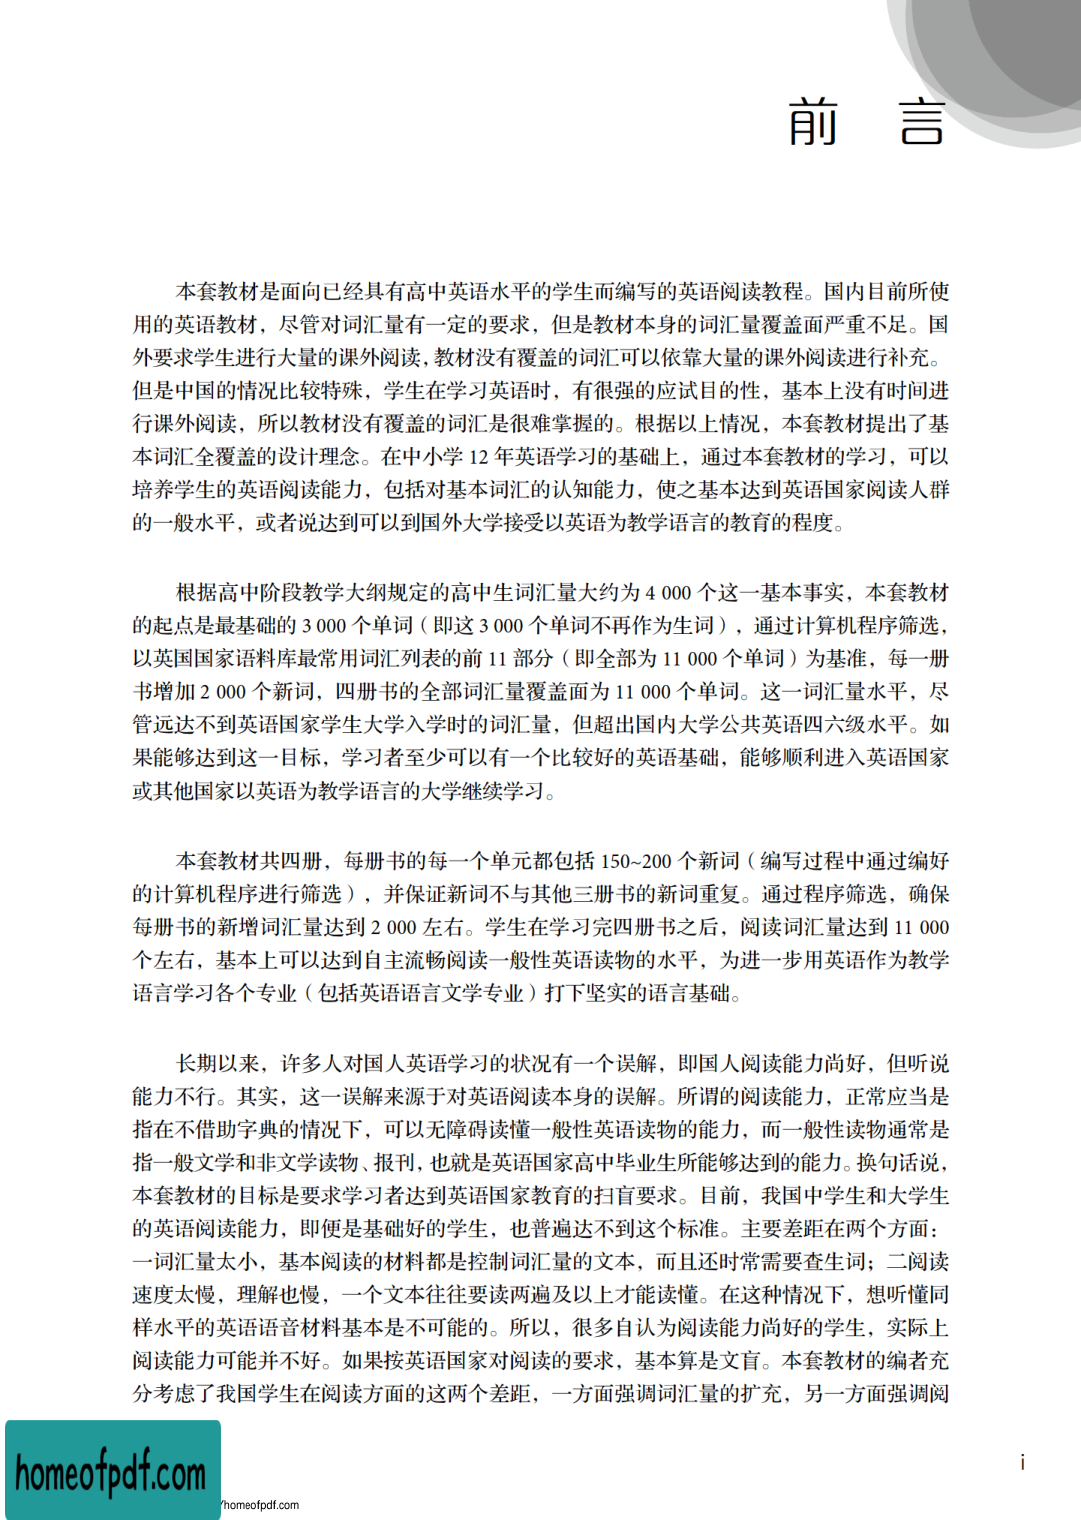 前 言
本套教材是面向已经具有高中英语水平的学生而编写的英语阅读教程。国内目前所使
用的英语教材，尽管对词汇量有一定的要求，但是教材本身的词汇量覆盖面严重不足。国
外要求学生进行大量的课外阅读，教材没有覆盖的词汇可以依靠大量的课外阅读进行补充。
但是中国的情况比较特殊，学生在学习英语时，有很强的应试目的性，基本上没有时间进
行课外阅读，所以教材没有覆盖的词汇是很难掌握的。根据以上情况，本套教材提出了基
本词汇全覆盖的设计理念。在中小学 12 年英语学习的基础上，通过本套教材的学习，可以
培养学生的英语阅读能力，包括对基本词汇的认知能力，使之基本达到英语国家阅读人群
的一般水平，或者说达到可以到国外大学接受以英语为教学语言的教育的程度。
根据高中阶段教学大纲规定的高中生词汇量大约为 4 000 个这一基本事实，本套教材
的起点是最基础的 3 000 个单词（即这 3 000 个单词不再作为生词），通过计算机程序筛选，
以英国国家语料库最常用词汇列表的前 11 部分（即全部为 11 000 个单词）为基准，每一册
书增加 2 000 个新词，四册书的全部词汇量覆盖面为 11 000 个单词。这一词汇量水平，尽
管远达不到英语国家学生大学入学时的词汇量，但超出国内大学公共英语四六级水平。如
果能够达到这一目标，学习者至少可以有一个比较好的英语基础，能够顺利进入英语国家
或其他国家以英语为教学语言的大学继续学习。
本套教材共四册，每册书的每一个单元都包括 150~200 个新词（编写过程中通过编好
的计算机程序进行筛选），并保证新词不与其他三册书的新词重复。通过程序筛选，确保
每册书的新增词汇量达到 2 000 左右。学生在学习完四册书之后，阅读词汇量达到 11 000
个左右，基本上可以达到自主流畅阅读一般性英语读物的水平，为进一步用英语作为教学
语言学习各个专业（包括英语语言文学专业）打下坚实的语言基础。
长期以来，许多人对国人英语学习的状况有一个误解，即国人阅读能力尚好，但听说
能力不行。其实，这一误解来源于对英语阅读本身的误解。所谓的阅读能力，正常应当是
指在不借助字典的情况下，可以无障碍读懂一般性英语读物的能力，而一般性读物通常是
指一般文学和非文学读物、报刊，也就是英语国家高中毕业生所能够达到的能力。换句话说，
本套教材的目标是要求学习者达到英语国家教育的扫盲要求。目前，我国中学生和大学生
的英语阅读能力，即便是基础好的学生，也普遍达不到这个标准。主要差距在两个方面：
一词汇量太小，基本阅读的材料都是控制词汇量的文本，而且还时常需要查生词；二阅读
速度太慢，理解也慢，一个文本往往要读两遍及以上才能读懂。在这种情况下，想听懂同
样水平的英语语音材料基本是不可能的。所以，很多自认为阅读能力尚好的学生，实际上
阅读能力可能并不好。如果按英语国家对阅读的要求，基本算是文盲。本套教材的编者充
分考虑了我国学生在阅读方面的这两个差距，一方面强调词汇量的扩充，另一方面强调阅
i
homeofpdf.com
/homeofpdf.com